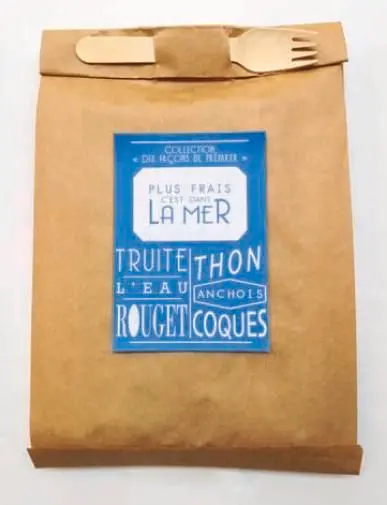 COLLECTION
« DIX FAÇONS DE PRÉPARER »
PLUS FRAIS
C'EST DANS
LA MER
TRUITE
L'EAU
ROUGET
THON
ANCHOIS
COQUES